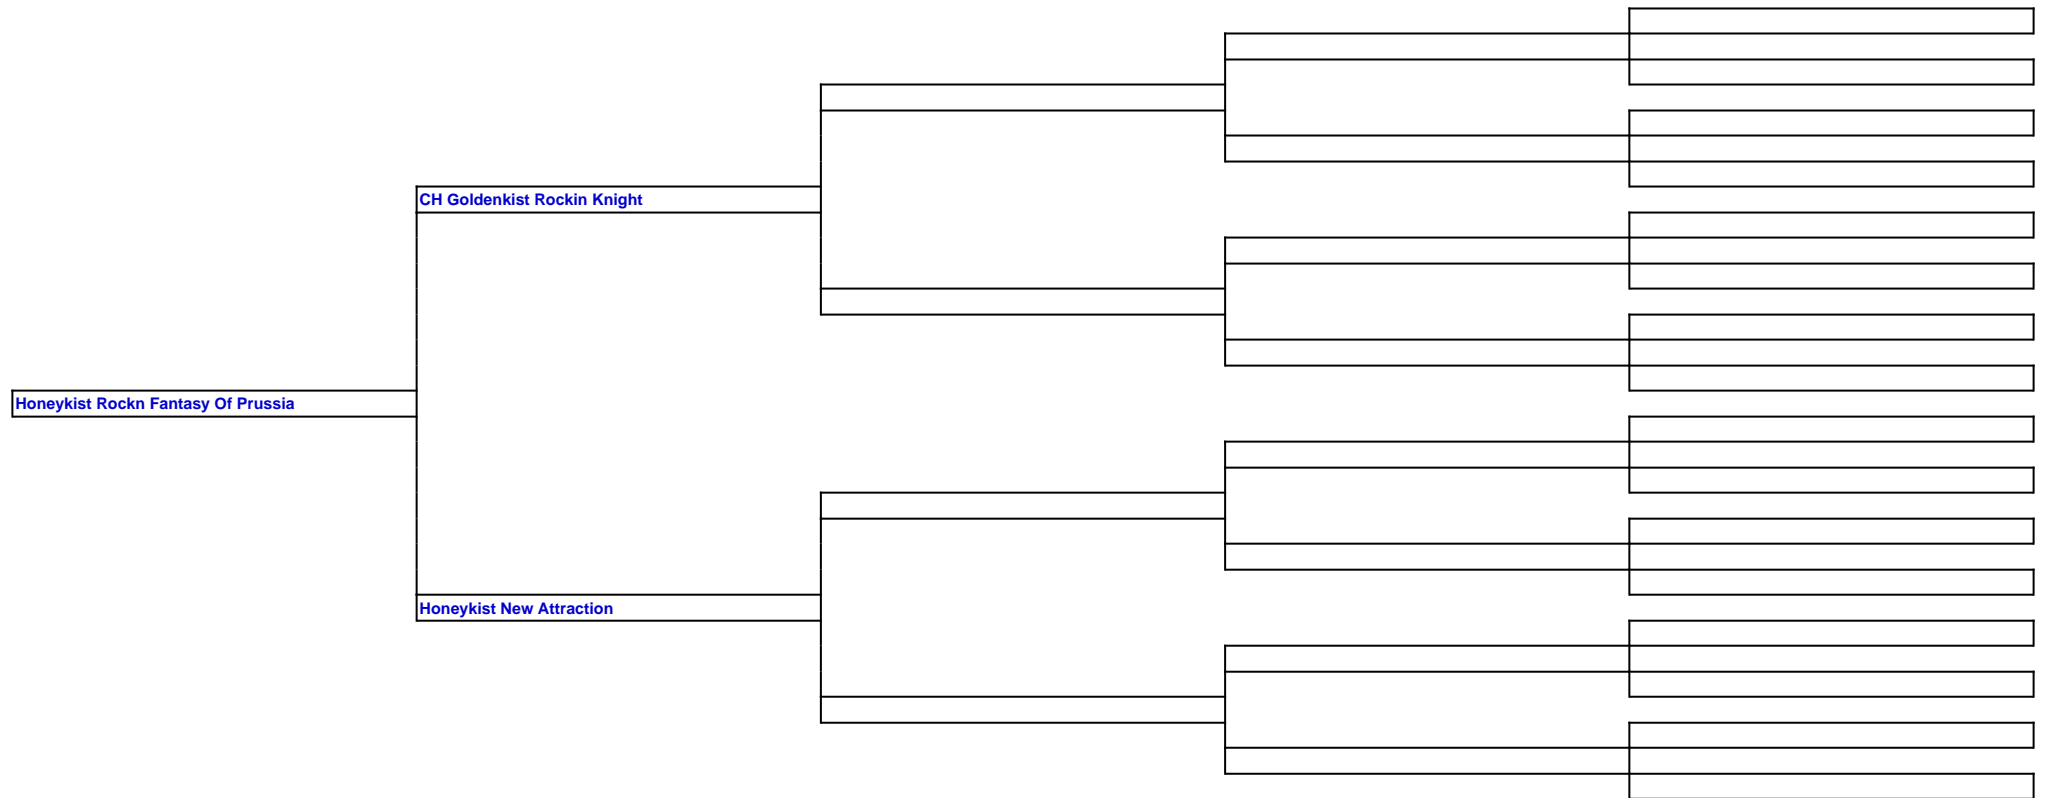 CH Goldenkist Rockin Knight
Honeykist Rockn Fantasy Of Prussia
Honeykist New Attraction